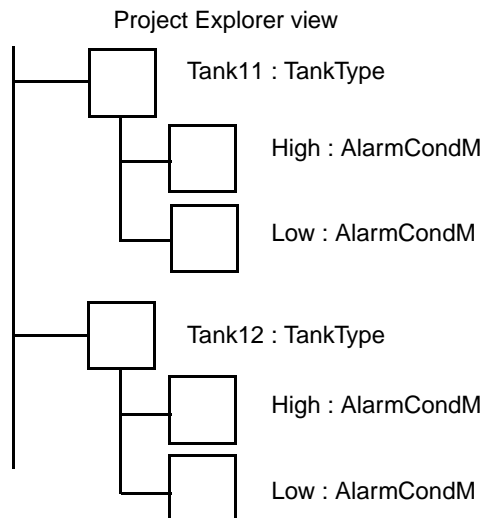 Project Explorer view
Tank11 : TankType
High : AlarmCondM
Low : AlarmCondM
Tank12 : TankType
High : AlarmCondM
Low : AlarmCondM